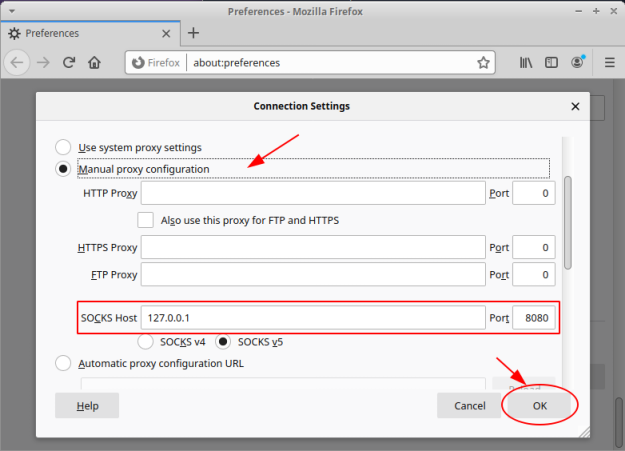 Preferences - Mozilla Firefox
Preferences
Firefox about:preferences
Connection Settings
Use system proxy settings
Manual proxy configuration
HTTP Proxy Port 0
Also use this proxy for FTP and HTTPS
HTTPS Proxy Port 0
FTP Proxy Port 0
SOCKS Host 127.0.0.1 Port 8080
SOCKS v4 SOCKS v5
Automatic proxy configuration URL
Help Cancel OK